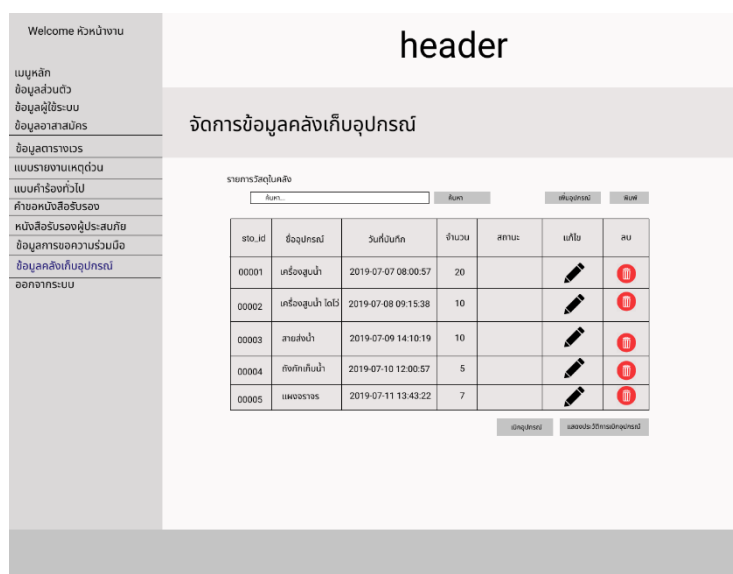 Welcome หัวหน้างาน
header
เมนูหลัก
ข้อมูลส่วนตัว
ข้อมูลผู้ใช้ระบบ
ข้อมูลอาสาสมัคร
ข้อมูลตารางเวร
แบบรายงานเหตุด่วน
แบบคำร้องทั่วไป
คำขอหนังสือรับรอง
หนังสือรับรองผู้ประสบภัย
ข้อมูลการขอความร่วมมือ
ข้อมูลคลังเก็บอุปกรณ์
ออกจากระบบ
จัดการข้อมูลคลังเก็บอุปกรณ์
รายการวัสดุในคลัง
ค้นหา... ค้นหา เพิ่มอุปกรณ์ พิมพ์
sto_id ชื่ออุปกรณ์ วันที่บันทึก จำนวน สถานะ แก้ไข ลบ
00001 เครื่องสูบน้ำ 2019-07-07 08:00:57 20
00002 เครื่องสูบน้ำ ไดโว่ 2019-07-08 09:15:38 10
00003 สายส่งน้ำ 2019-07-09 14:10:19 10
00004 ถังกักเก็บน้ำ 2019-07-10 12:00:57 5
00005 แผงจราจร 2019-07-11 13:43:22 7
เบิกอุปกรณ์ แสดงประวัติการเบิกอุปกรณ์